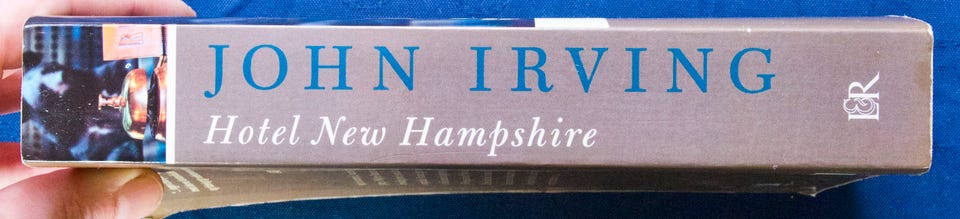 JOHN IRVING
Hotel New Hampshire
L&R